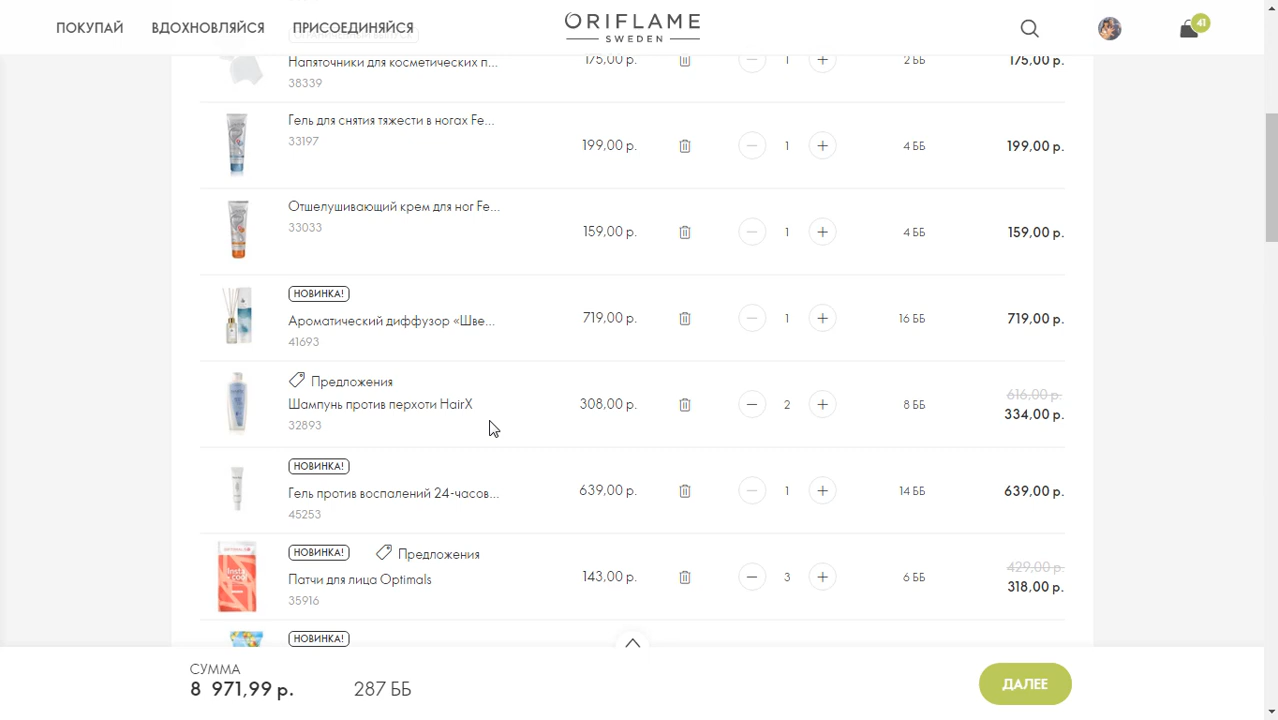 ПОКУПАЙ ВДОХНОВЛЯЙСЯ ПРИСОЕДИНЯЙСЯ ORIFLAME SWEDEN 41
Напяточники для косметических п... 175,00 р. 1 2 ББ 175,00 р.
38339
Гель для снятия тяжести в ногах Fe...
33197
199,00 р. 1 4 ББ 199,00 р.
Отшелушивающий крем для ног Fe...
33033
159,00 р. 1 4 ББ 159,00 р.
НОВИНКА!
Ароматический диффузор «Шве...
41693
719,00 р. 1 16 ББ 719,00 р.
Предложения
Шампунь против перхоти HairX
32893
308,00 р. 2 8 ББ
616,00 р.
334,00 р.
НОВИНКА!
Гель против воспалений 24-часов...
45253
639,00 р. 1 14 ББ 639,00 р.
НОВИНКА! Предложения
Патчи для лица Optimals
35916
143,00 р. 3 6 ББ
429,00 р.
318,00 р.
НОВИНКА!
СУММА
8 971,99 р. 287 ББ
ДАЛЕЕ